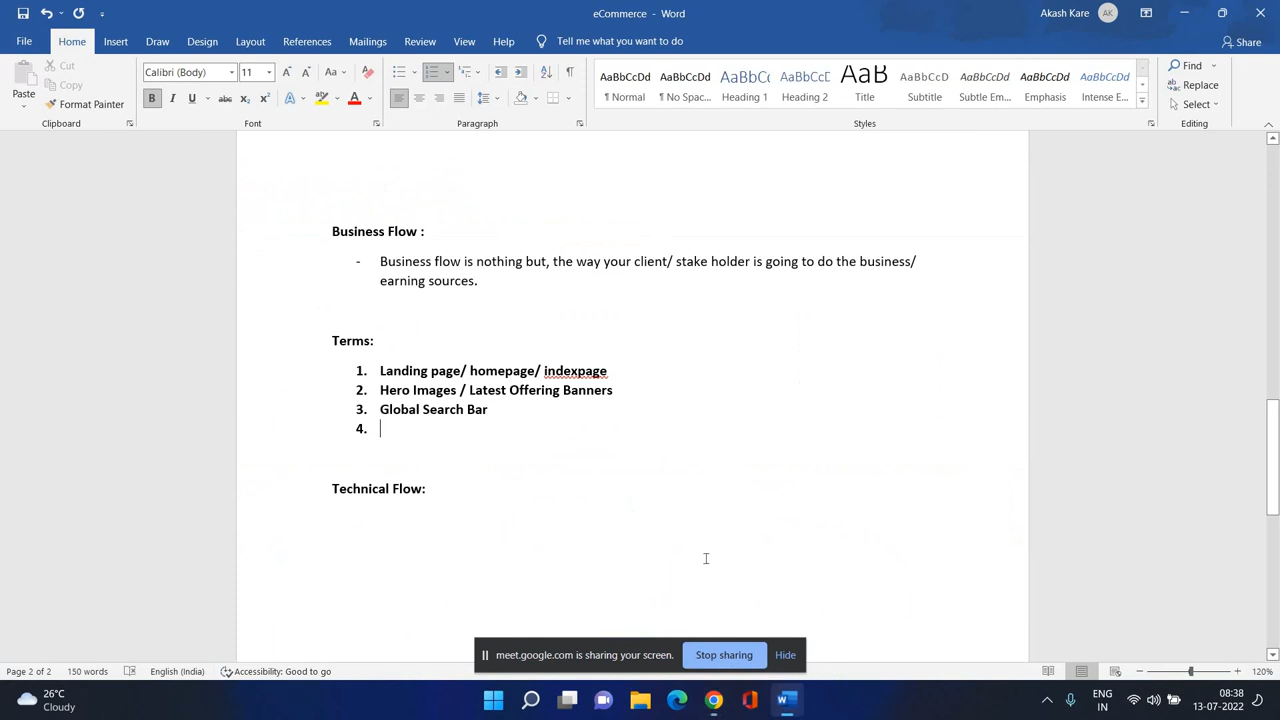 eCommerce - Word
Akash Kare AK
File Home Insert Draw Design Layout References Mailings Review View Help Tell me what you want to do Share
Cut
Copy
Paste
Format Painter
Clipboard
Calibri (Body) 11
Font
Paragraph
AaBbCcDd AaBbCcDd AaBbCc AaBbCcD AaB AaBbCcDd AaBbCcDd AaBbCcDd AaBbCcDd
¶ Normal ¶ No Spac... Heading 1 Heading 2 Title Subtitle Subtle Em... Emphasis Intense E...
Styles
Find
Replace
Select
Editing
Business Flow :
- Business flow is nothing but, the way your client/ stake holder is going to do the business/
earning sources.
Terms:
1. Landing page/ homepage/ indexpage
2. Hero Images / Latest Offering Banners
3. Global Search Bar
4.
Technical Flow:
meet.google.com is sharing your screen. Stop sharing Hide
Page 2 of 2 150 words English (India) Accessibility: Good to go 120%
26°C
Cloudy
ENG
IN
08:38
13-07-2022